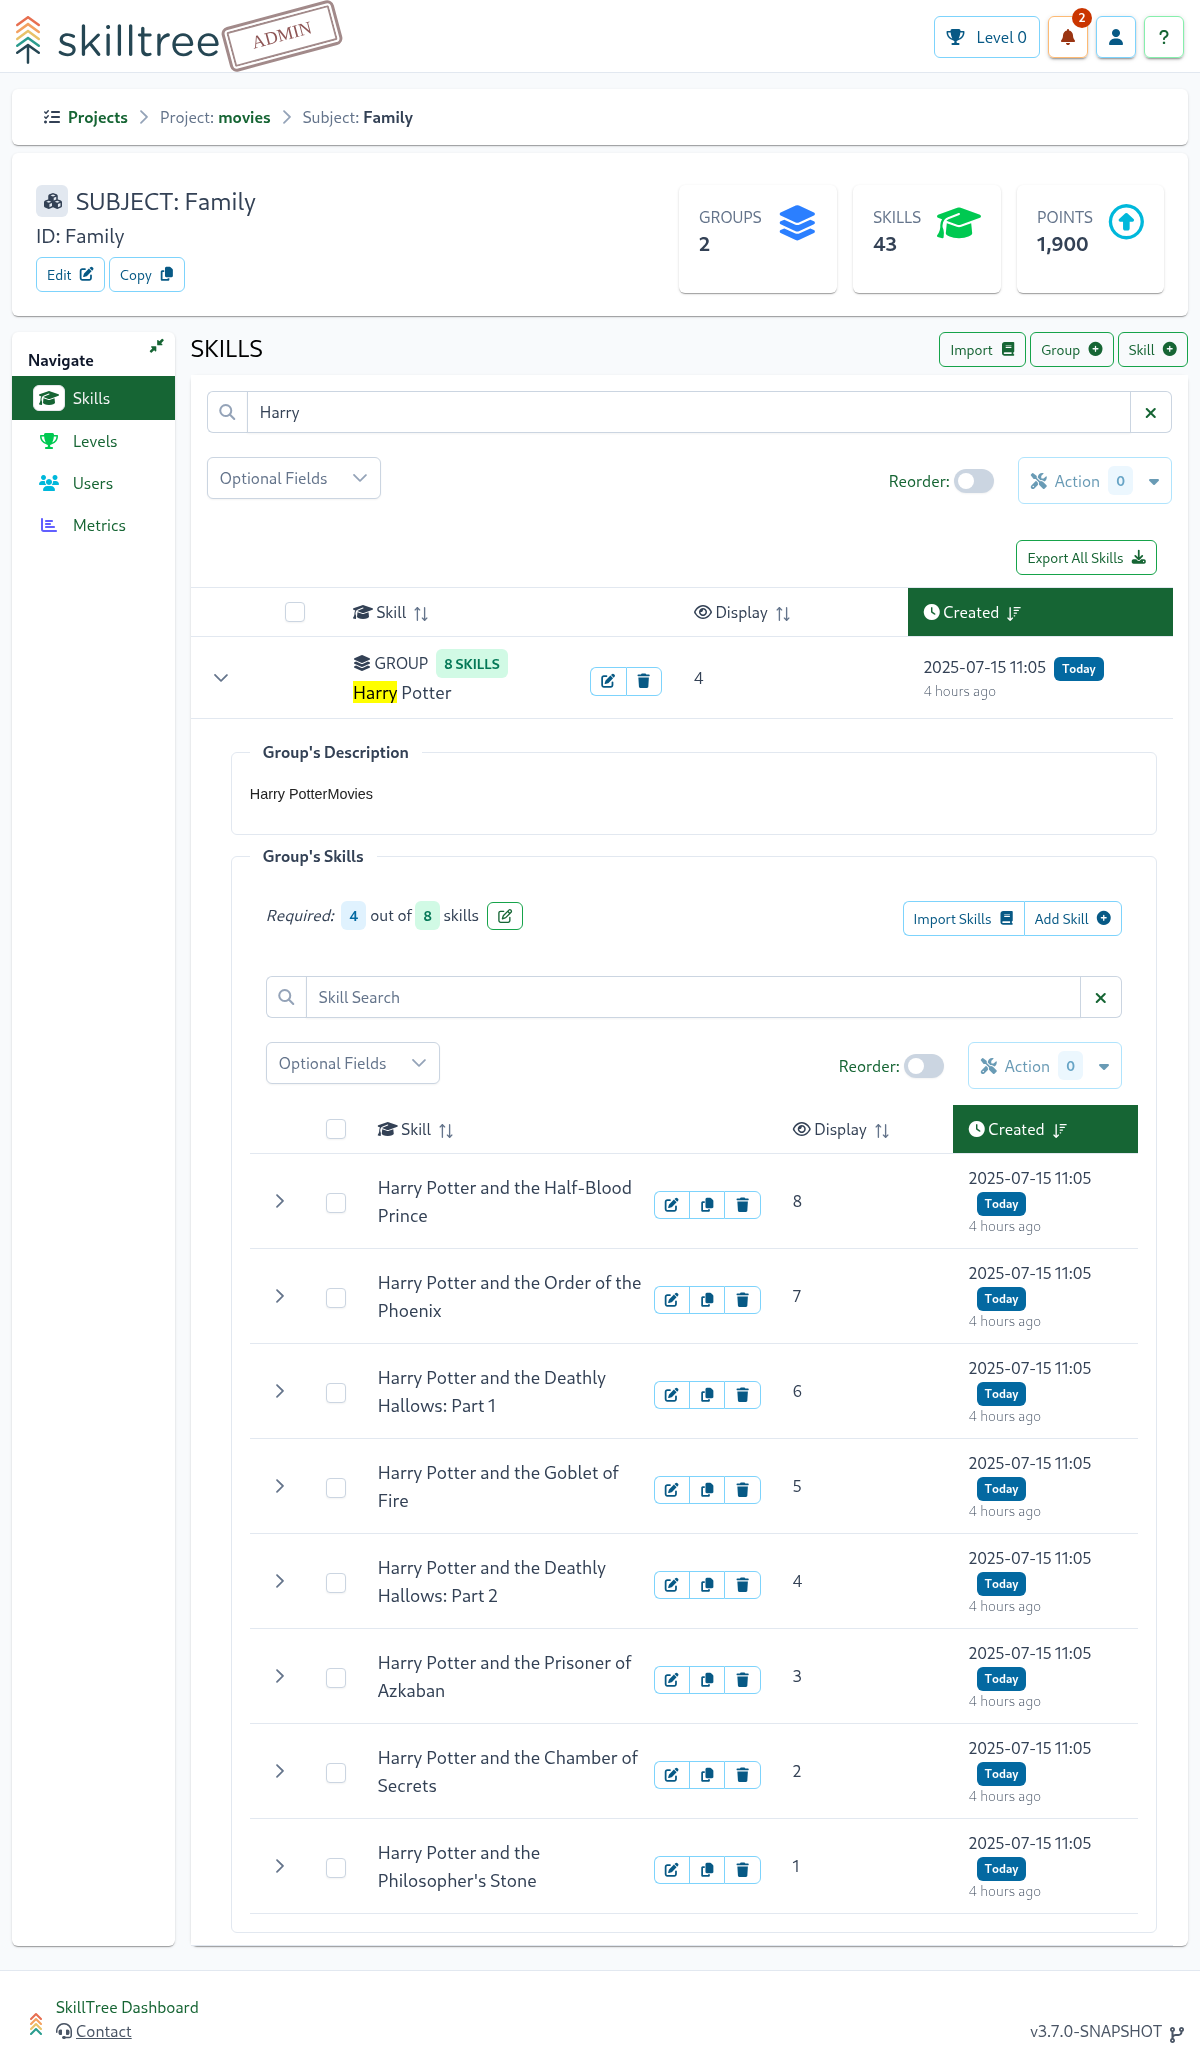 skilltree ADMIN
Level 0
2
?
Projects Project: movies Subject: Family
SUBJECT: Family
ID: Family
Edit
Copy
GROUPS
2
SKILLS
43
POINTS
1,900
Navigate
Skills
Levels
Users
Metrics
SKILLS
Import
Group
Skill
Harry
Optional Fields
Reorder:
Action 0
Export All Skills
Skill Display Created
GROUP 8 SKILLS
Harry Potter
4
2025-07-15 11:05 Today
4 hours ago
Group's Description
Harry PotterMovies
Group's Skills
Required: 4 out of 8 skills
Import Skills
Add Skill
Skill Search
Optional Fields
Reorder:
Action 0
Skill Display Created
Harry Potter and the Half-Blood
Prince
8
2025-07-15 11:05
Today
4 hours ago
Harry Potter and the Order of the
Phoenix
7
2025-07-15 11:05
Today
4 hours ago
Harry Potter and the Deathly
Hallows: Part 1
6
2025-07-15 11:05
Today
4 hours ago
Harry Potter and the Goblet of
Fire
5
2025-07-15 11:05
Today
4 hours ago
Harry Potter and the Deathly
Hallows: Part 2
4
2025-07-15 11:05
Today
4 hours ago
Harry Potter and the Prisoner of
Azkaban
3
2025-07-15 11:05
Today
4 hours ago
Harry Potter and the Chamber of
Secrets
2
2025-07-15 11:05
Today
4 hours ago
Harry Potter and the
Philosopher's Stone
1
2025-07-15 11:05
Today
4 hours ago
SkillTree Dashboard
Contact
v3.7.0-SNAPSHOT